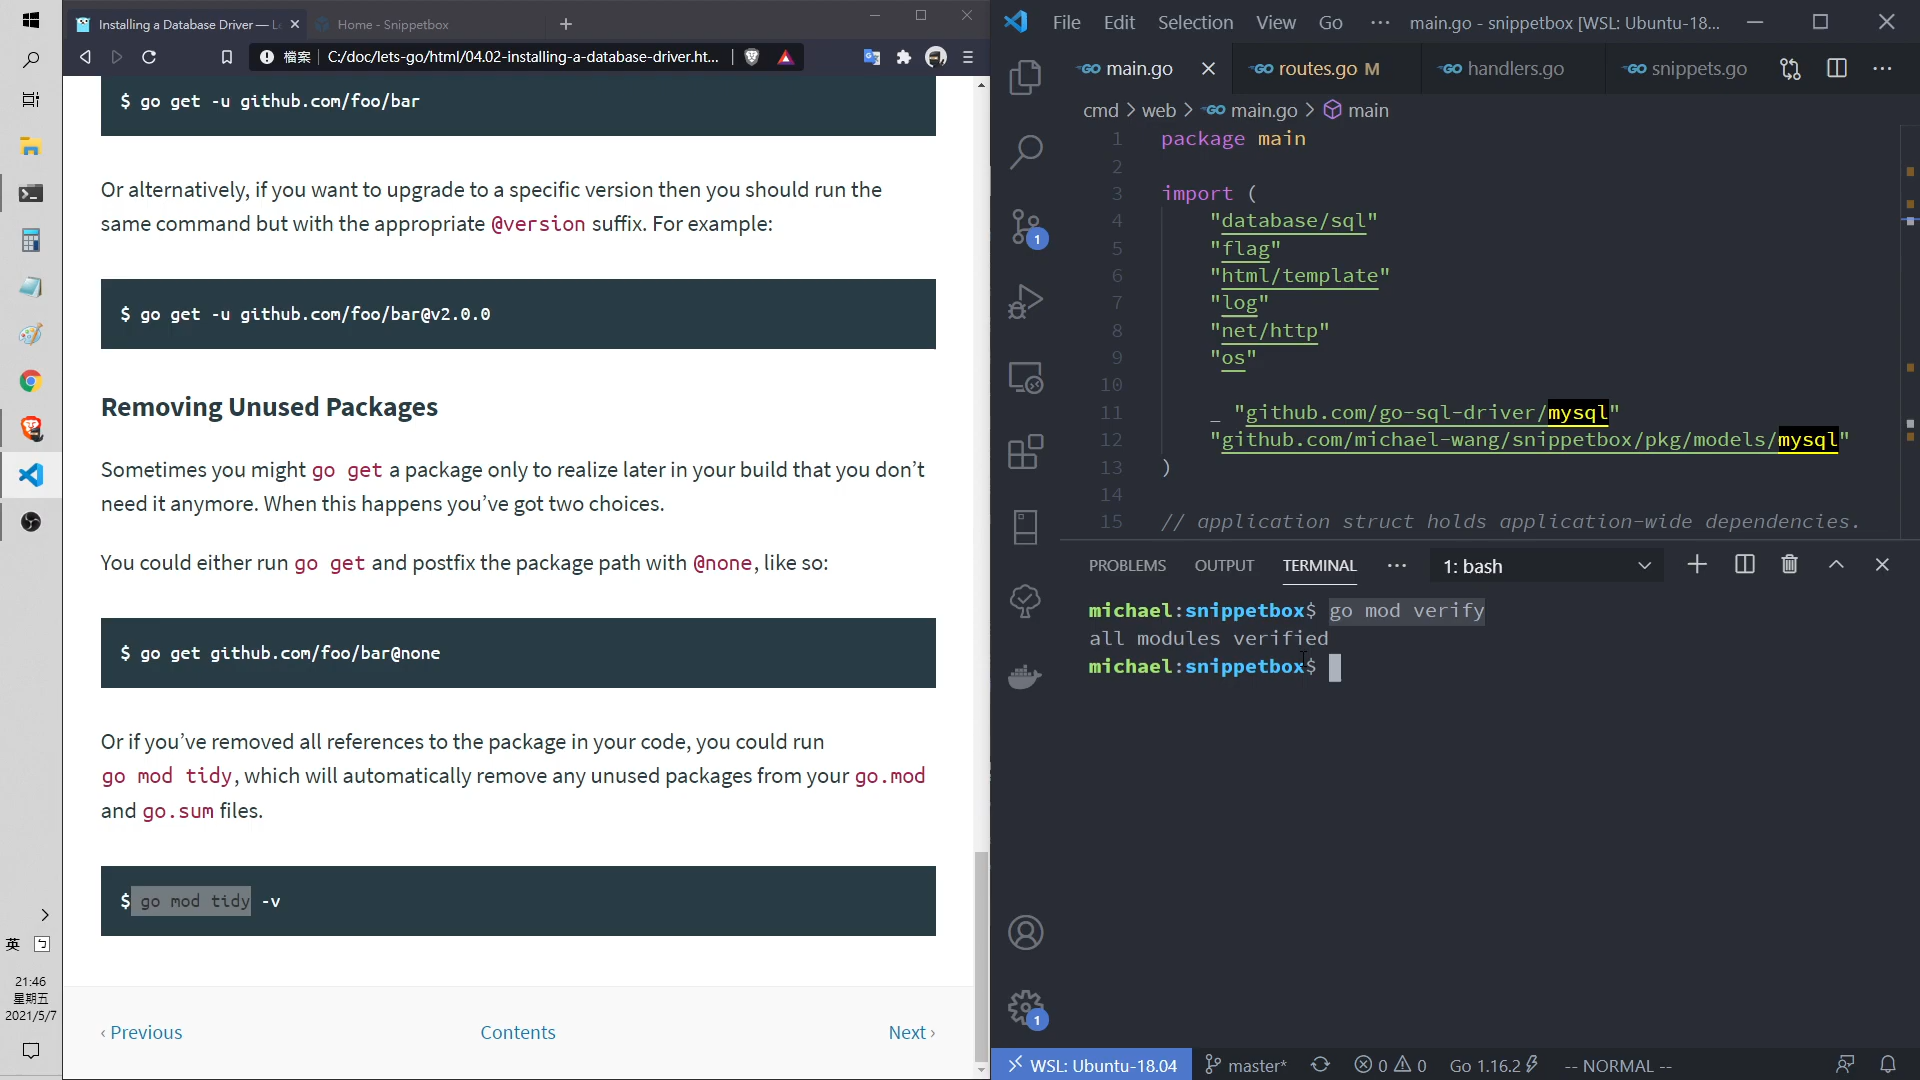 Installing a Database Driver — L
Home - Snippetbox
檔案
C:/doc/lets-go/html/04.02-installing-a-database-driver.ht...
$ go get -u github.com/foo/bar
Or alternatively, if you want to upgrade to a specific version then you should run the
same command but with the appropriate @version suffix. For example:
$ go get -u github.com/foo/bar@v2.0.0
Removing Unused Packages
Sometimes you might go get a package only to realize later in your build that you don’t
need it anymore. When this happens you’ve got two choices.
You could either run go get and postfix the package path with @none, like so:
$ go get github.com/foo/bar@none
Or if you’ve removed all references to the package in your code, you could run
go mod tidy, which will automatically remove any unused packages from your go.mod
and go.sum files.
$ go mod tidy -v
‹ Previous
Contents
Next ›
英
ㄅ
21:46
星期五
2021/5/7
File Edit Selection View Go ··· main.go - snippetbox [WSL: Ubuntu-18...
main.go
routes.go M
handlers.go
snippets.go
cmd > web > main.go > main
1 package main
2
3 import (
4 "database/sql"
5 "flag"
6 "html/template"
7 "log"
8 "net/http"
9 "os"
10
11 _ "github.com/go-sql-driver/mysql"
12 "github.com/michael-wang/snippetbox/pkg/models/mysql"
13 )
14
15 // application struct holds application-wide dependencies.
PROBLEMS OUTPUT TERMINAL ··· 1: bash
michael:snippetbox$ go mod verify
all modules verified
michael:snippetbox$
1
1
WSL: Ubuntu-18.04 master* 0 0 Go 1.16.2 -- NORMAL --